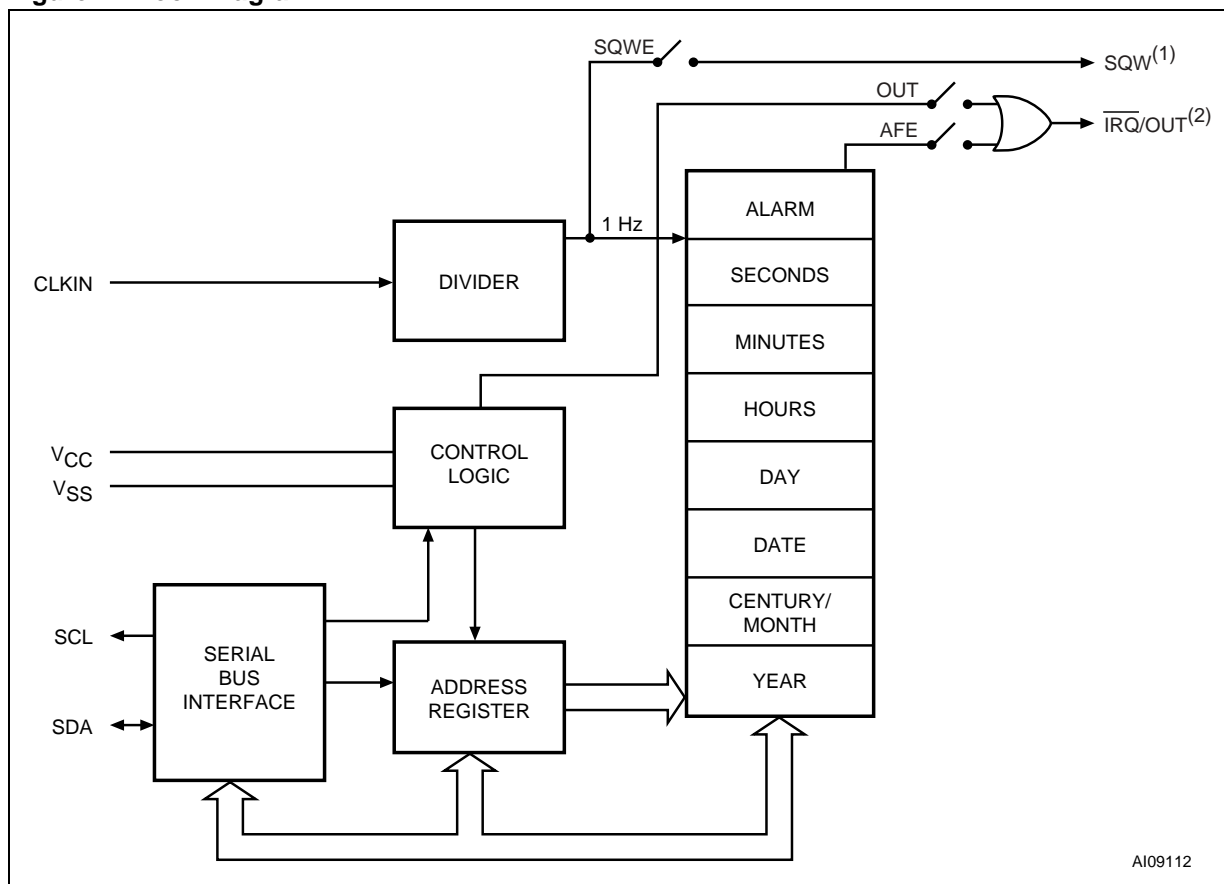 SQWE
SQW(1)
OUT
AFE
IRQ/OUT(2)
ALARM
1 Hz
CLKIN
DIVIDER
SECONDS
MINUTES
HOURS
VCC
VSS
CONTROL
LOGIC
DAY
DATE
CENTURY/
MONTH
SCL
SDA
SERIAL
BUS
INTERFACE
ADDRESS
REGISTER
YEAR
AI09112